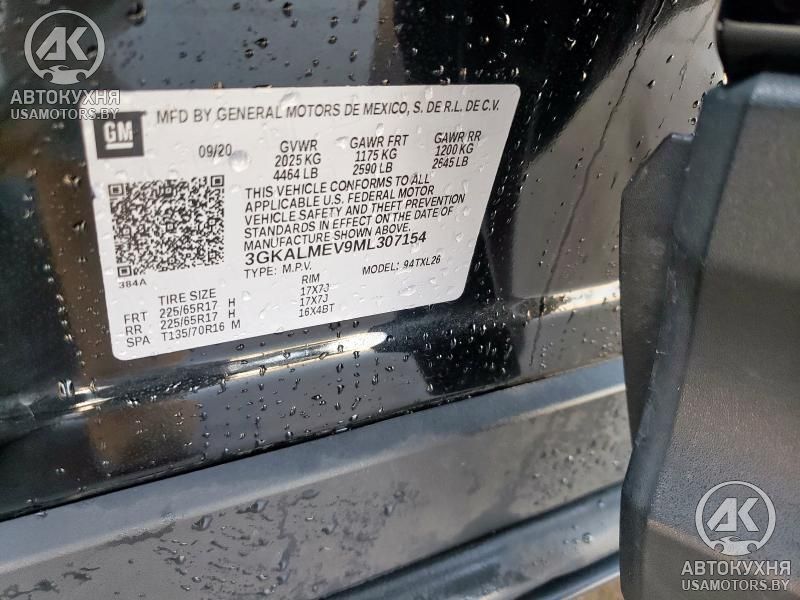 AK
АВТОКУХНЯ
USAMOTORS.BY
GM
MFD BY GENERAL MOTORS DE MEXICO, S. DE R.L. DE C.V.
09/20 GVWR GAWR FRT GAWR RR
2025 KG 1175 KG 1200 KG
4464 LB 2590 LB 2645 LB
THIS VEHICLE CONFORMS TO ALL
APPLICABLE U.S. FEDERAL MOTOR
VEHICLE SAFETY AND THEFT PREVENTION
STANDARDS IN EFFECT ON THE DATE OF
MANUFACTURE SHOWN ABOVE.
3GKALMEV9ML307154
TYPE: M.P.V. MODEL: 94TXL26
384A
TIRE SIZE RIM
FRT 225/65R17 H 17X7J
RR 225/65R17 H 17X7J
SPA T135/70R16 M 16X4BT
AK
АВТОКУХНЯ
USAMOTORS.BY